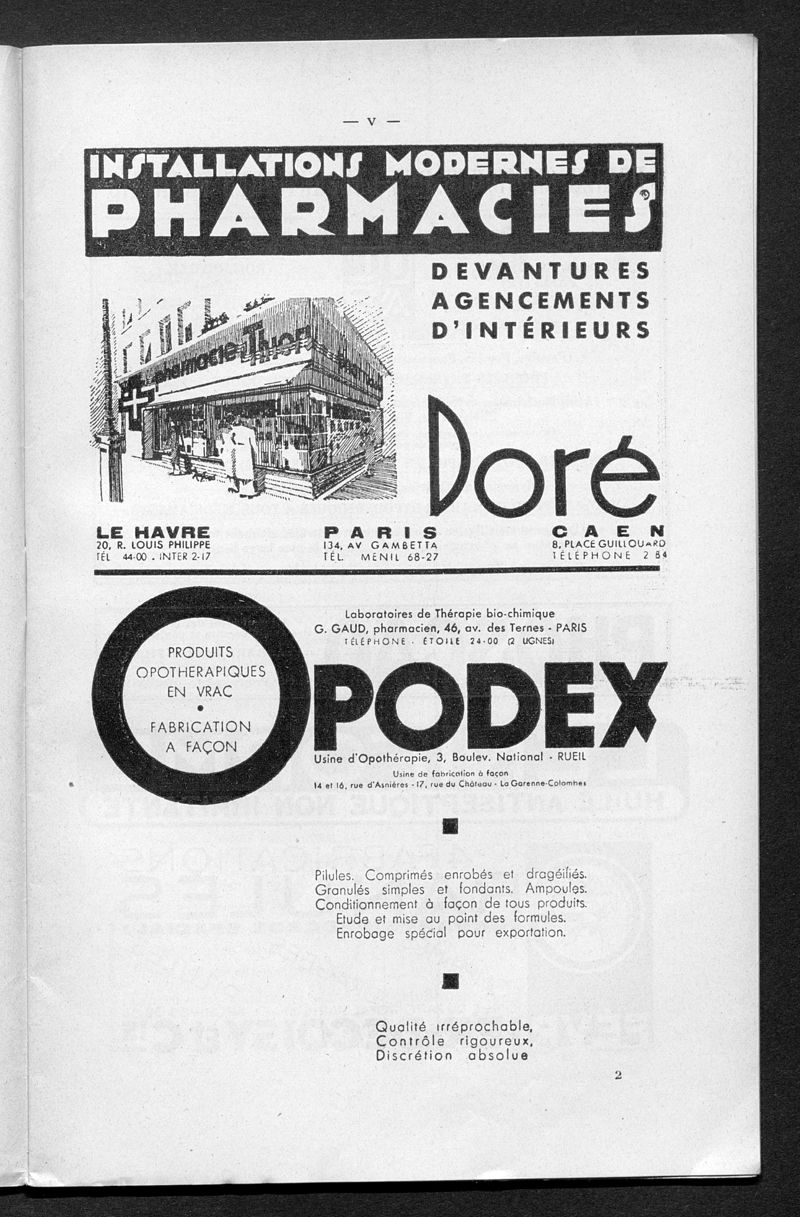 — V —
INSTALLATIONS MODERNES DE
PHARMACIES
DEVANTURES
AGENCEMENTS
D'INTÉRIEURS
pharmacie Thor
pharmacie
Doré
LE HAVRE
20, R. LOUIS PHILIPPE
TÉL 44-00 . INTER 2-17
PARIS
134, AV GAMBETTA
TÉL. MENIL 68-27
CAEN
8, PLACE GUILLOUARD
TÉLÉPHONE 2 84
Laboratoires de Thérapie bio-chimique
G. GAUD, pharmacien, 46, av. des Ternes - PARIS
TÉLÉPHONE . ÉTOILE 24-00 (2 LIGNES)
PRODUITS
OPOTHERAPIQUES
EN VRAC
•
FABRICATION
A FAÇON
OPODEX
Usine d'Opothérapie, 3, Boulev. National - RUEIL
Usine de fabrication à façon
14 et 16, rue d'Asnières - 17, rue du Château - La Garenne-Colombes
Pilules. Comprimés enrobés et dragéifiés.
Granulés simples et fondants. Ampoules.
Conditionnement à façon de tous produits.
Etude et mise au point des formules.
Enrobage spécial pour exportation.
Qualité irréprochable,
Contrôle rigoureux,
Discrétion absolue
2